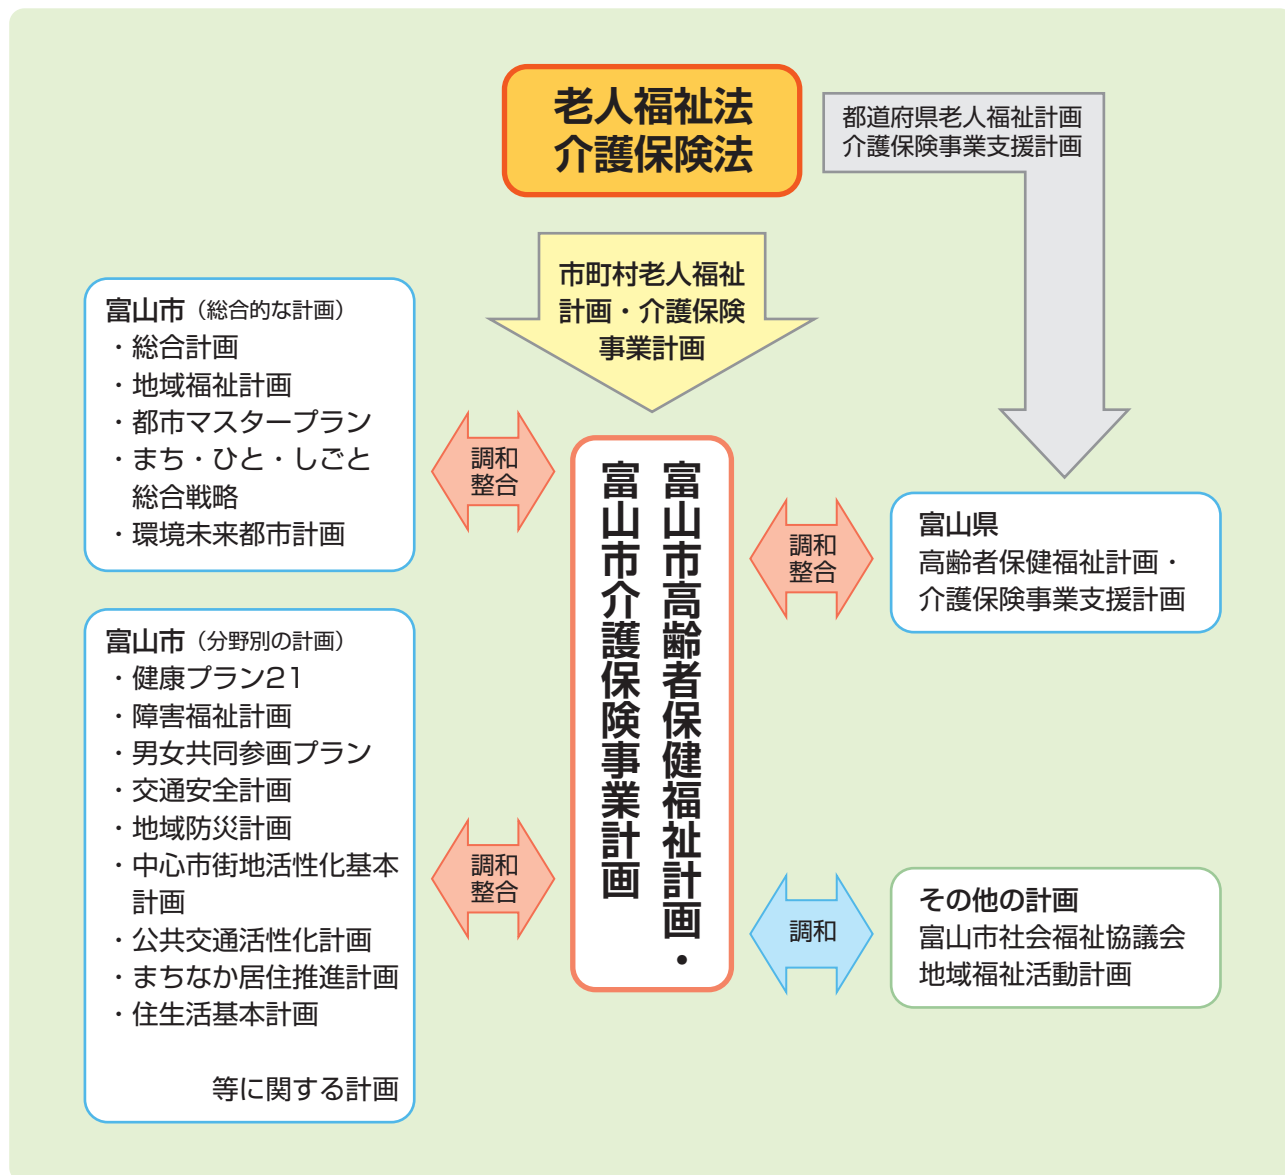 老人福祉法
介護保険法
都道府県老人福祉計画
介護保険事業支援計画
市町村老人福祉
計画・介護保険
事業計画
富山市（総合的な計画）
・総合計画
・地域福祉計画
・都市マスタープラン
・まち・ひと・しごと
総合戦略
・環境未来都市計画
調和
整合
富山市高齢者保健福祉計画・
富山市介護保険事業計画
調和
整合
富山県
高齢者保健福祉計画・
介護保険事業支援計画
富山市（分野別の計画）
・健康プラン21
・障害福祉計画
・男女共同参画プラン
・交通安全計画
・地域防災計画
・中心市街地活性化基本
計画
・公共交通活性化計画
・まちなか居住推進計画
・住生活基本計画
等に関する計画
調和
整合
調和
その他の計画
富山市社会福祉協議会
地域福祉活動計画